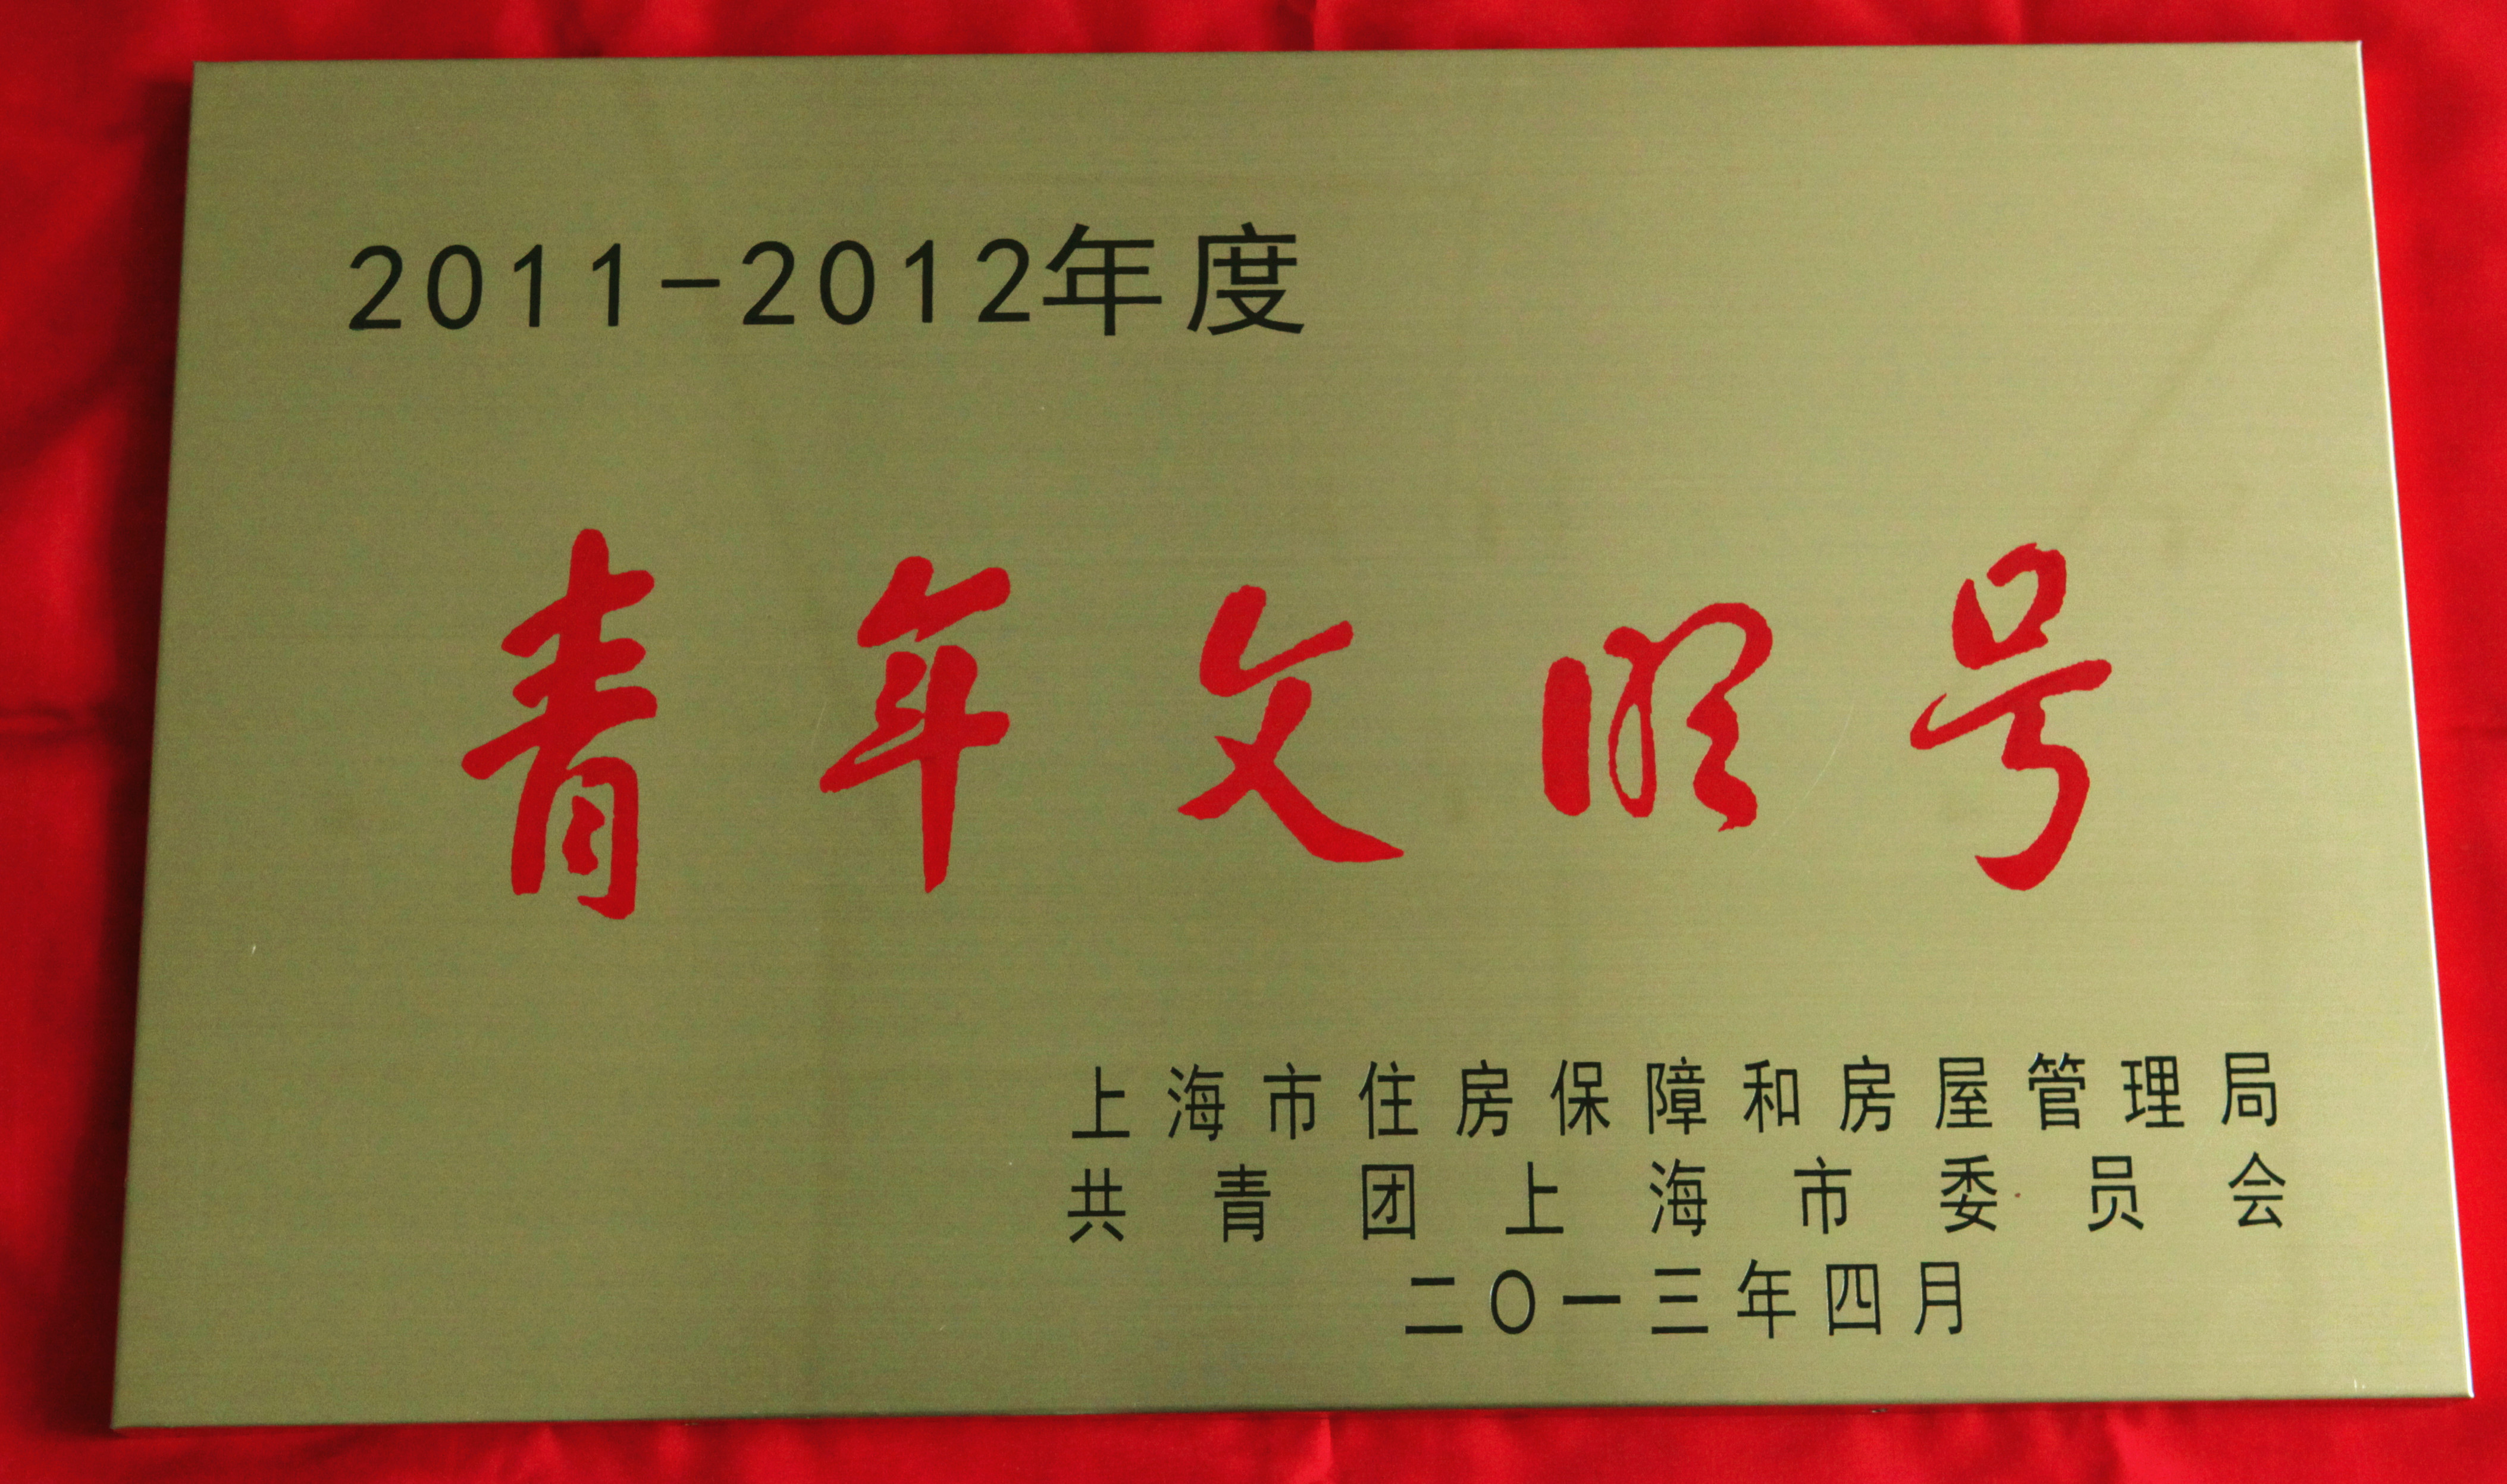 2011-2012年度
青年文明号
上海市住房保障和房屋管理局
共青团上海市委员会
二〇一三年四月